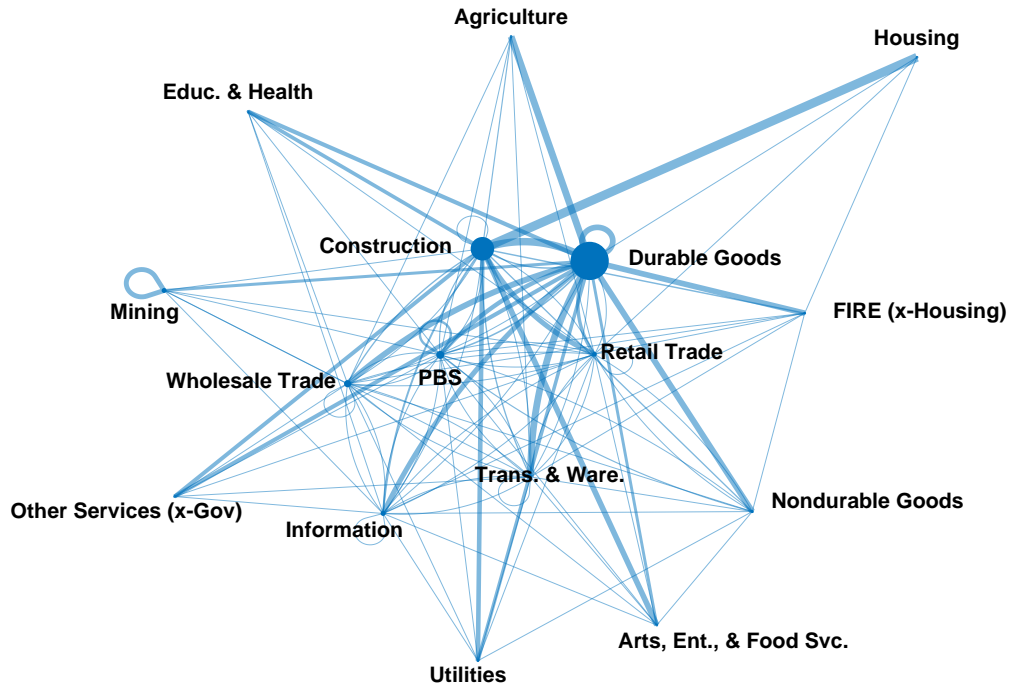 Agriculture
Housing
Educ. & Health
Construction
Durable Goods
Mining
FIRE (x-Housing)
Retail Trade
Wholesale Trade
PBS
Trans. & Ware.
Nondurable Goods
Other Services (x-Gov)
Information
Arts, Ent., & Food Svc.
Utilities